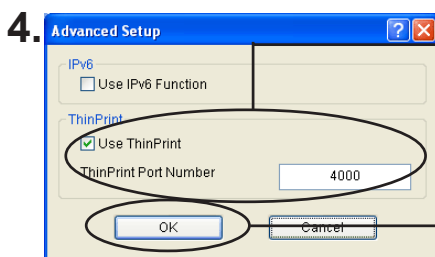 4.
Advanced Setup
IPv6
Use IPv6 Function
ThinPrint
Use ThinPrint
ThinPrint Port Number
4000
OK
Cancel